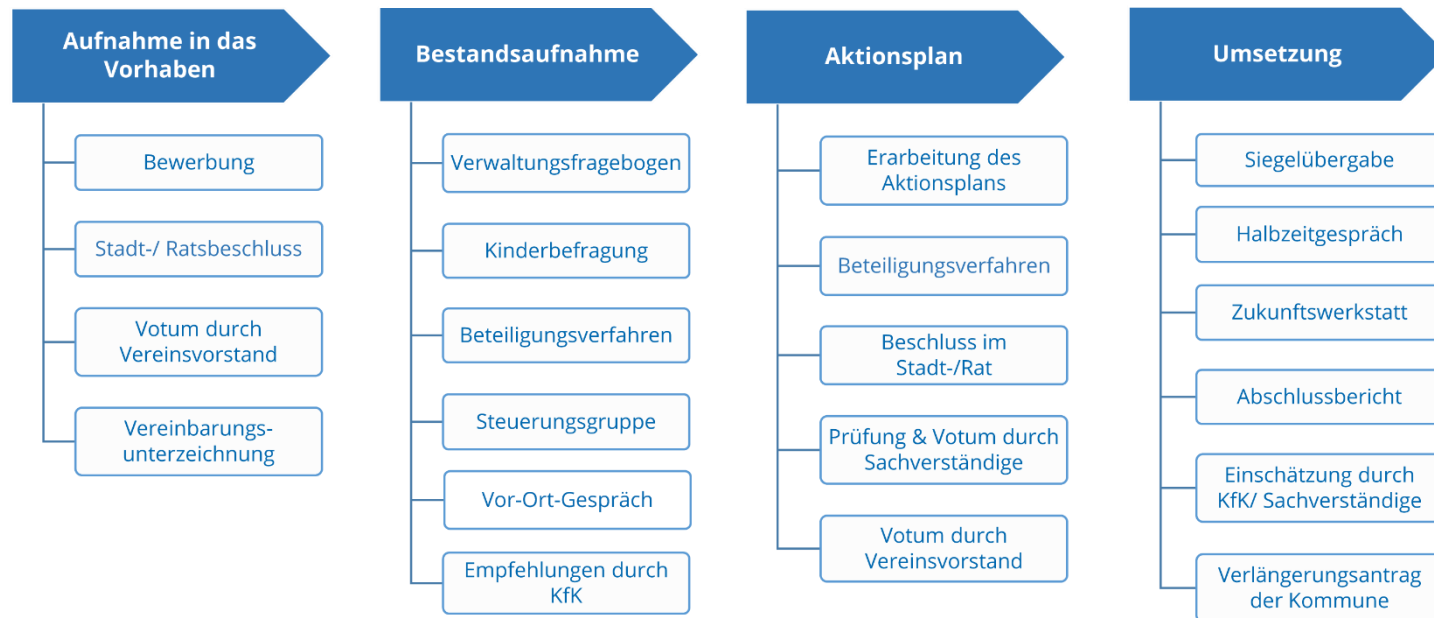 Aufnahme in das
Vorhaben
Bewerbung
Stadt-/ Ratsbeschluss
Votum durch
Vereinsvorstand
Vereinbarungs-
unterzeichnung
Bestandsaufnahme
Verwaltungsfragebogen
Kinderbefragung
Beteiligungsverfahren
Steuerungsgruppe
Vor-Ort-Gespräch
Empfehlungen durch
KfK
Aktionsplan
Erarbeitung des
Aktionsplans
Beteiligungsverfahren
Beschluss im
Stadt-/Rat
Prüfung & Votum durch
Sachverständige
Votum durch
Vereinsvorstand
Umsetzung
Siegelübergabe
Halbzeitgespräch
Zukunftswerkstatt
Abschlussbericht
Einschätzung durch
KfK/ Sachverständige
Verlängerungsantrag
der Kommune